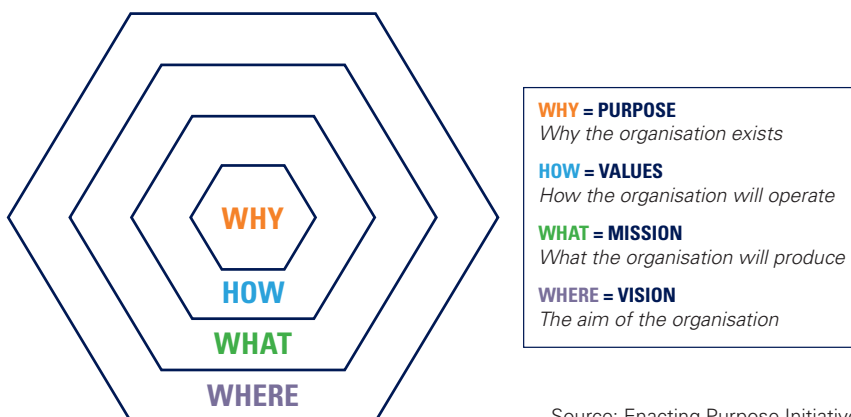 WHY
HOW
WHAT
WHERE
WHY = PURPOSE
Why the organisation exists
HOW = VALUES
How the organisation will operate
WHAT = MISSION
What the organisation will produce
WHERE = VISION
The aim of the organisation
Source: Enacting Purpose Initiative